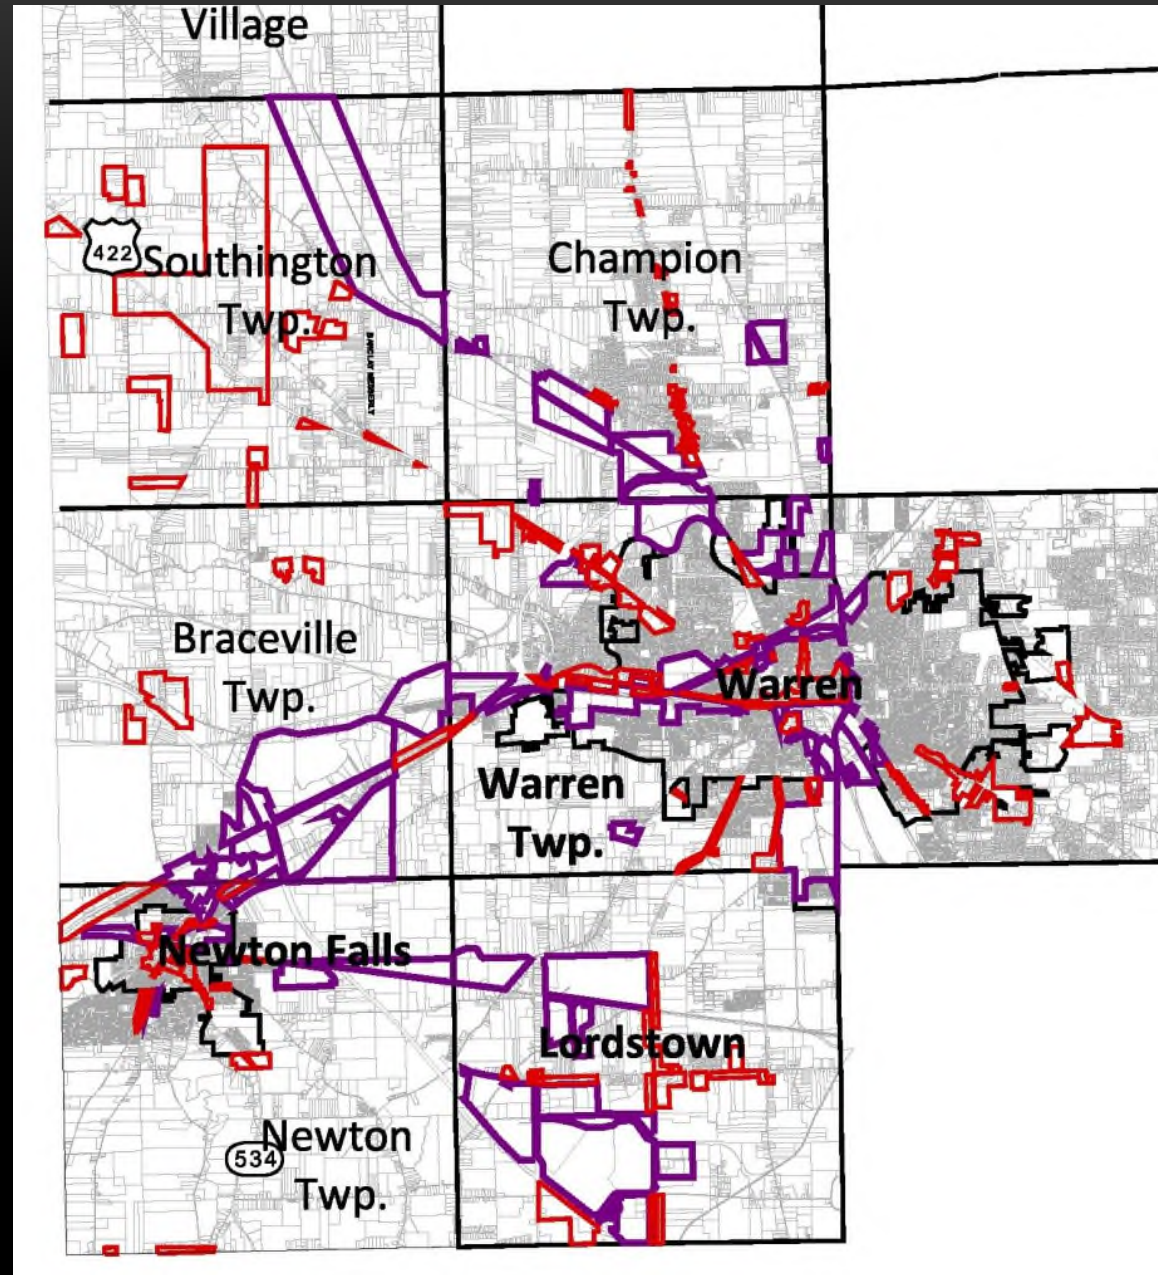 Village
422
Southington
Twp.
Champion
Twp.
Braceville
Twp.
Warren
Warren
Twp.
Newton Falls
Lordstown
534
Newton
Twp.